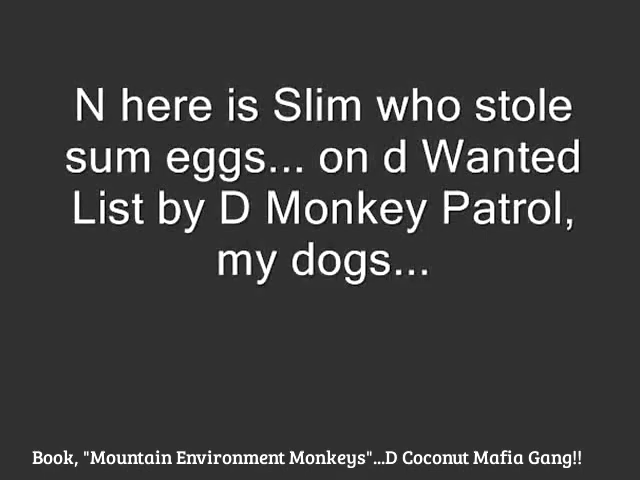 N here is Slim who stole
sum eggs... on d Wanted
List by D Monkey Patrol,
my dogs...
Book, "Mountain Environment Monkeys"...D Coconut Mafia Gang!!